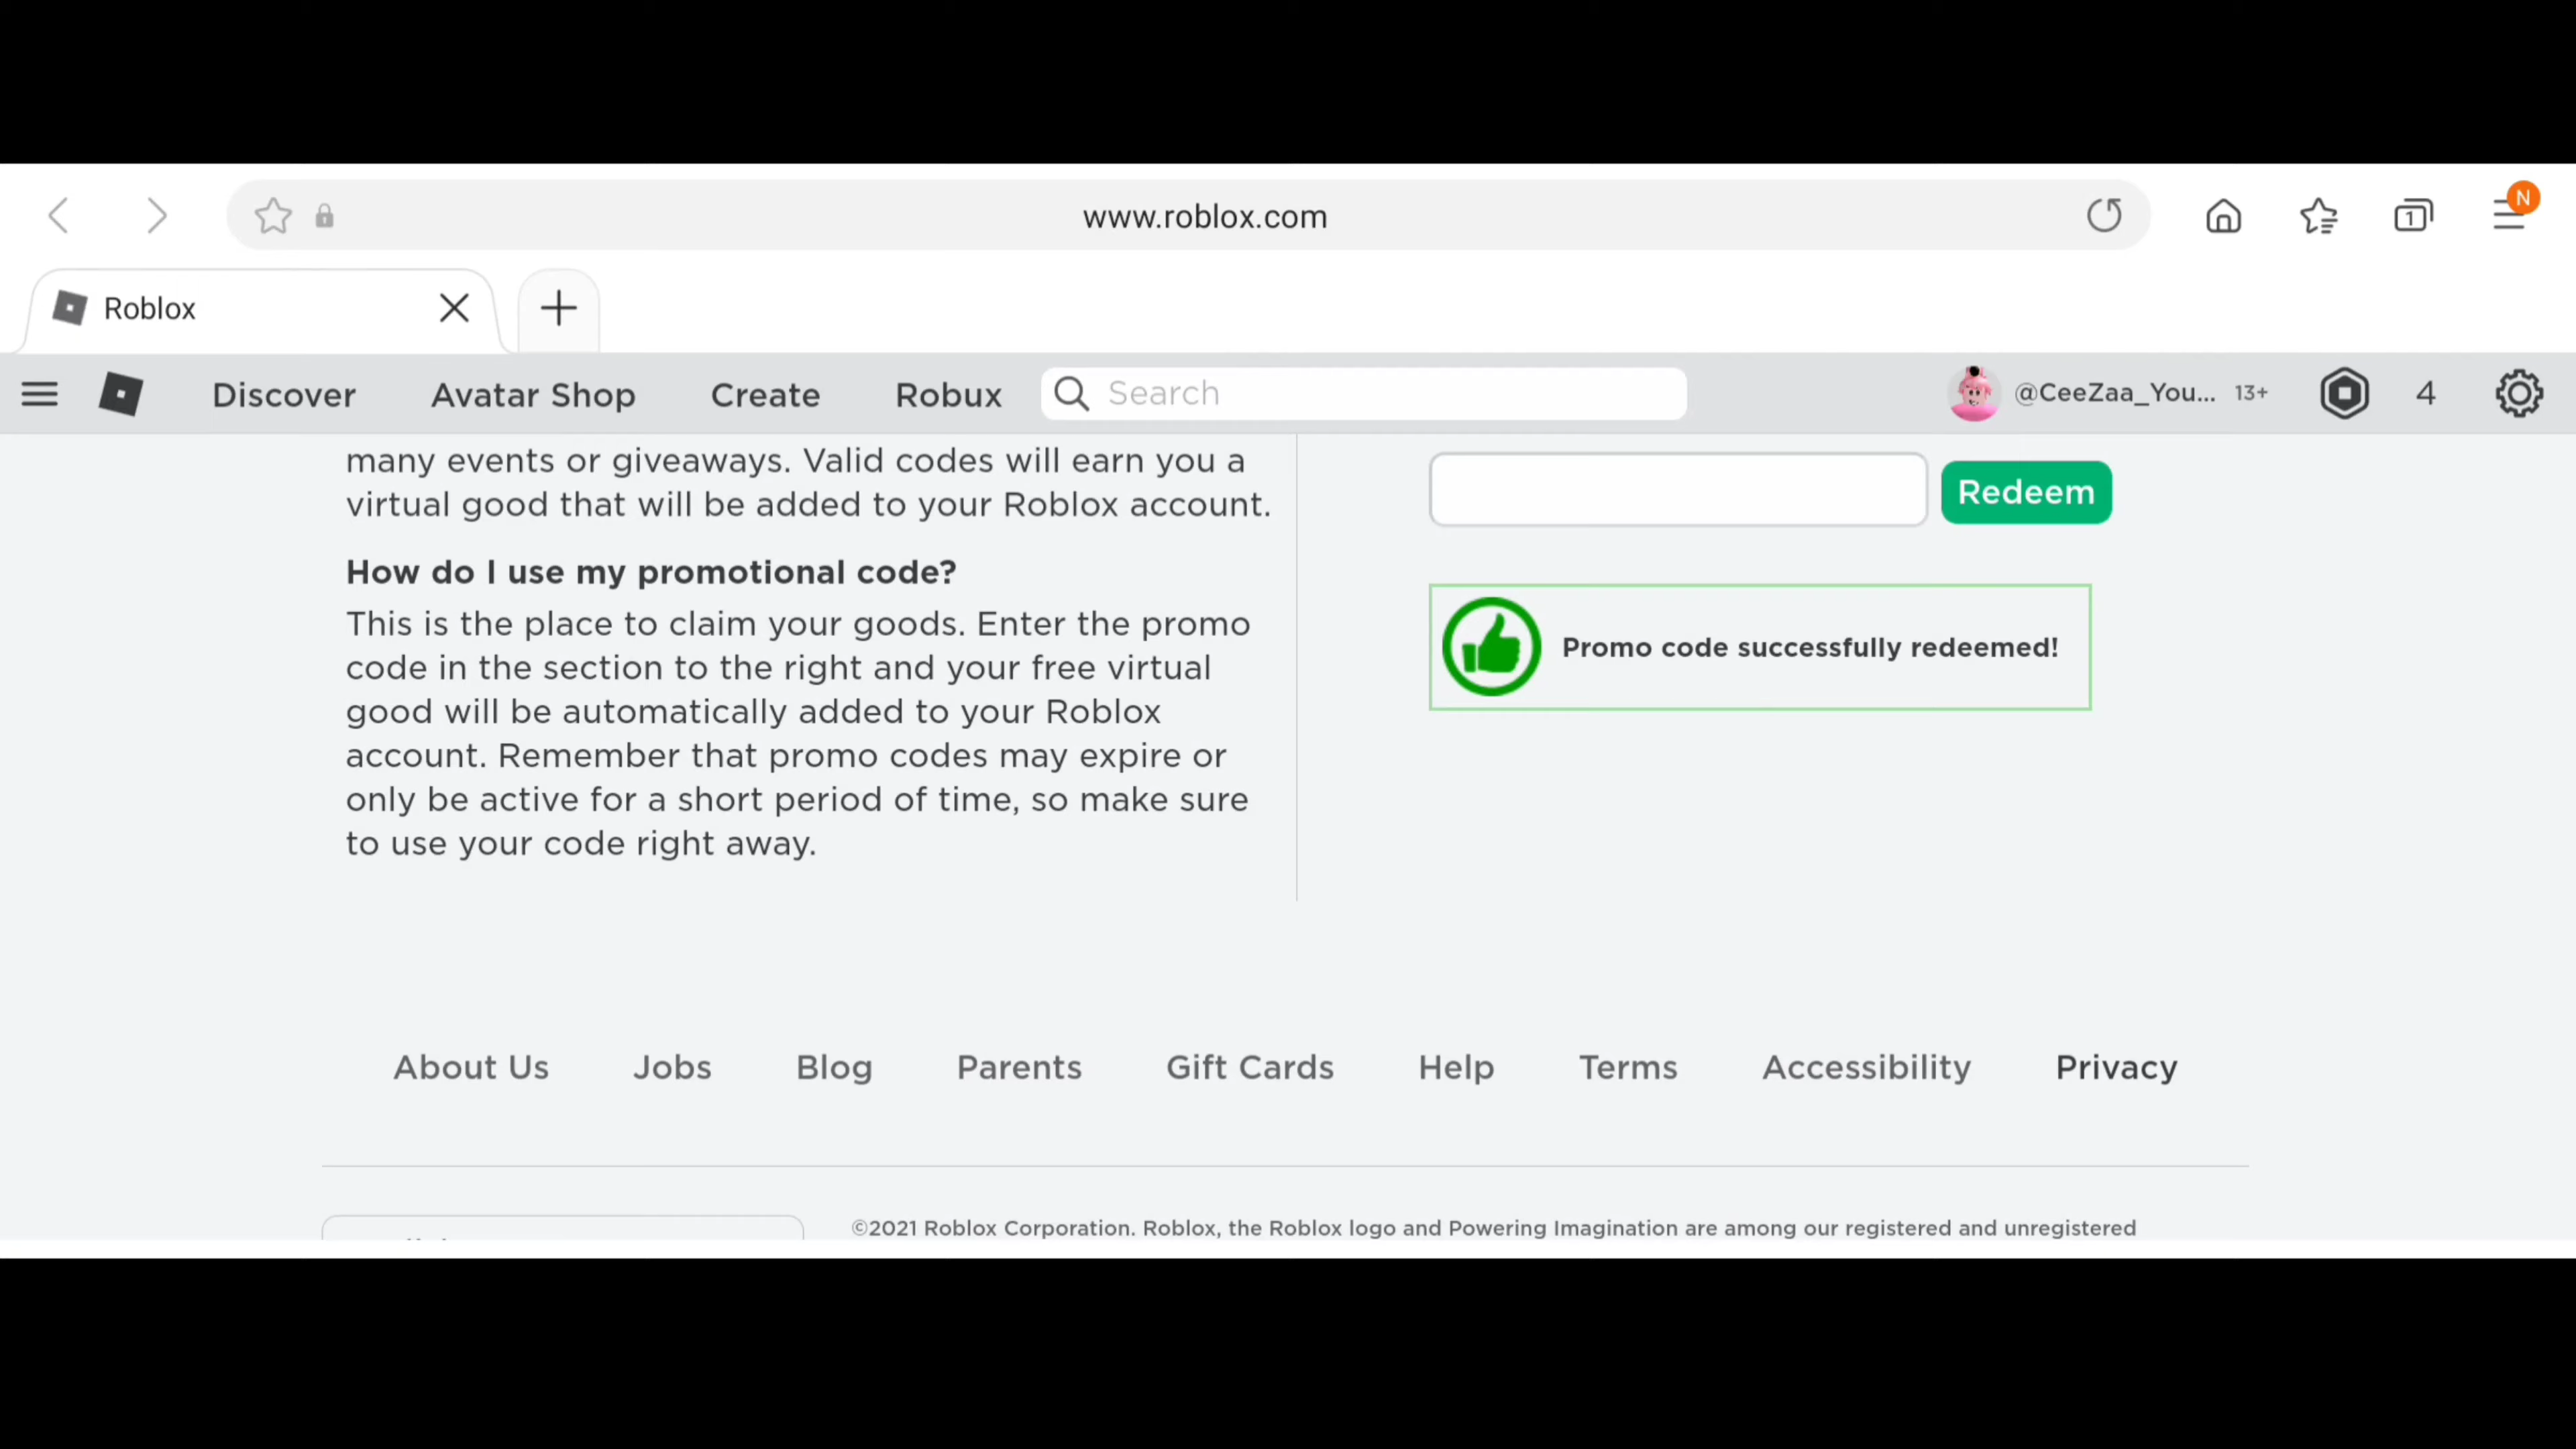 www.roblox.com
1
N
Roblox
Discover
Avatar Shop
Create
Robux
Search
@CeeZaa_You... 13+
4
many events or giveaways. Valid codes will earn you a
virtual good that will be added to your Roblox account.
How do I use my promotional code?
This is the place to claim your goods. Enter the promo
code in the section to the right and your free virtual
good will be automatically added to your Roblox
account. Remember that promo codes may expire or
only be active for a short period of time, so make sure
to use your code right away.
Redeem
Promo code successfully redeemed!
About Us
Jobs
Blog
Parents
Gift Cards
Help
Terms
Accessibility
Privacy
©2021 Roblox Corporation. Roblox, the Roblox logo and Powering Imagination are among our registered and unregistered